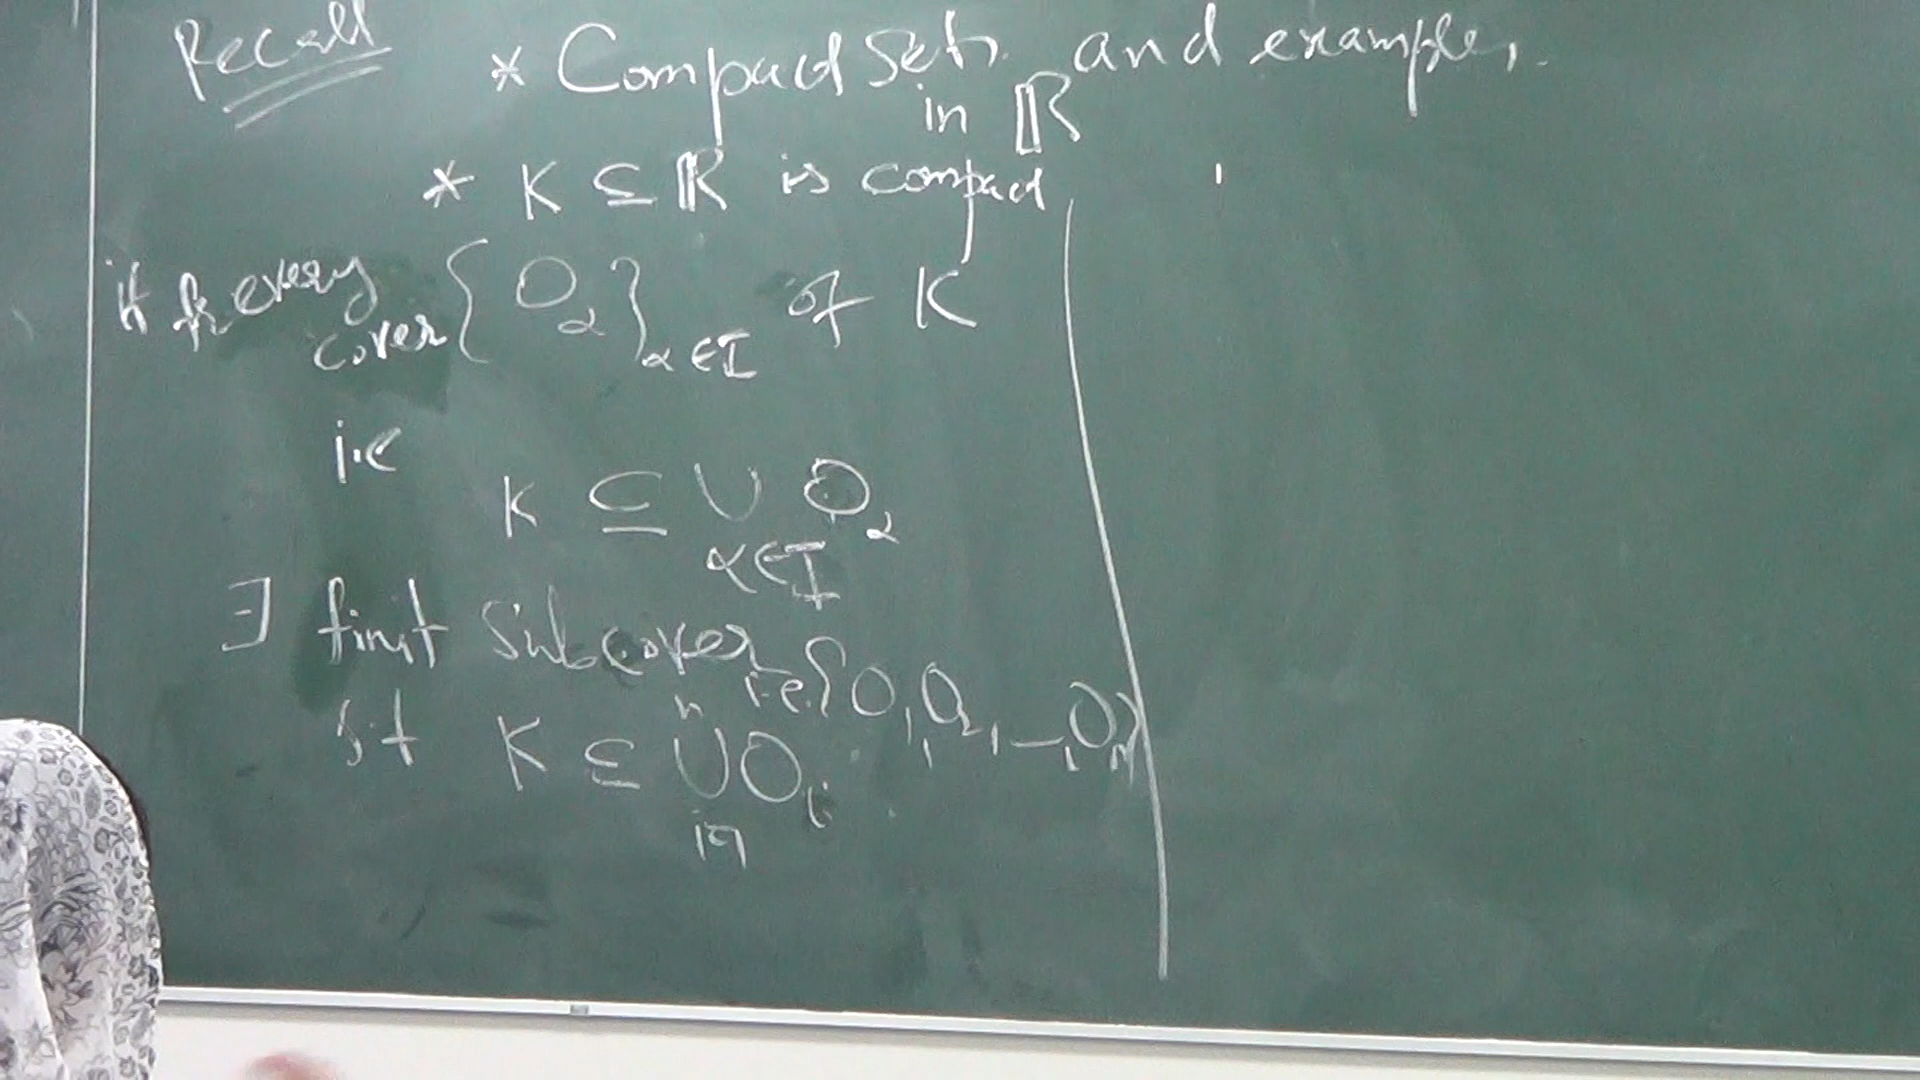 Recall * Compact Sets and examples.
in ℝ
* K ⊆ ℝ is compact
if for every cover { O_α }_{α∈I} of K
i.e
K ⊆ ∪ O_α
α∈I
∃ finit Subcover i.e. {O_1, O_2, –, O_n}
s.t K ⊆ ∪ O_i
n
i=1